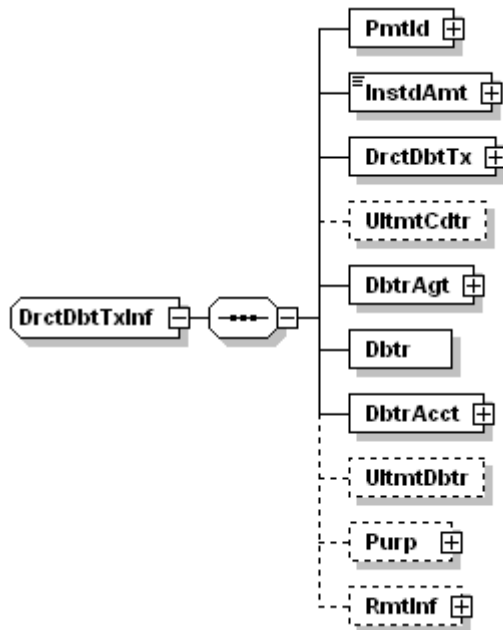 PmtId
InstdAmt
DrctDbtTx
UltmtCdtr
DbtrAgt
DrctDbtTxInf
Dbtr
DbtrAcct
UltmtDbtr
Purp
RmtInf